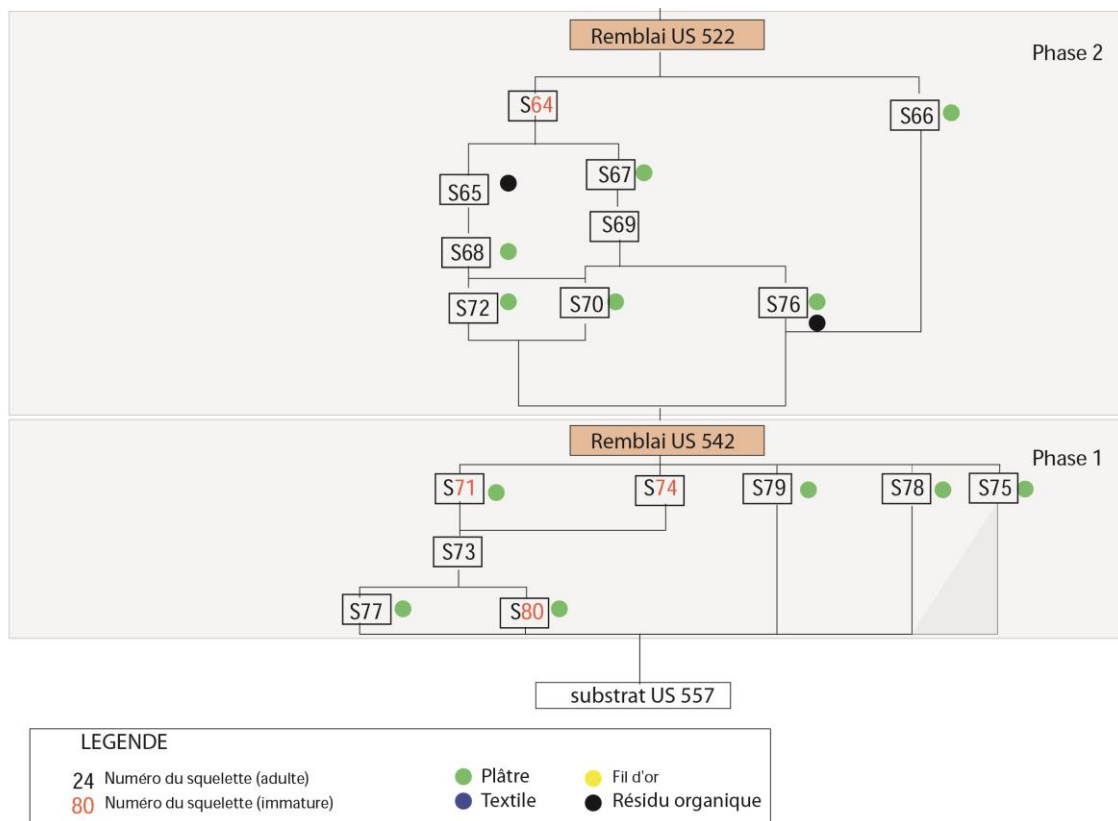 Remblai US 522
Phase 2
S64
S66
S65
S67
S69
S68
S72
S70
S76
Remblai US 542
Phase 1
S71
S74
S79
S78
S75
S73
S77
S80
substrat US 557
LEGENDE
24 Numéro du squelette (adulte)
80 Numéro du squelette (immature)
Plâtre
Textile
Fil d'or
Résidu organique